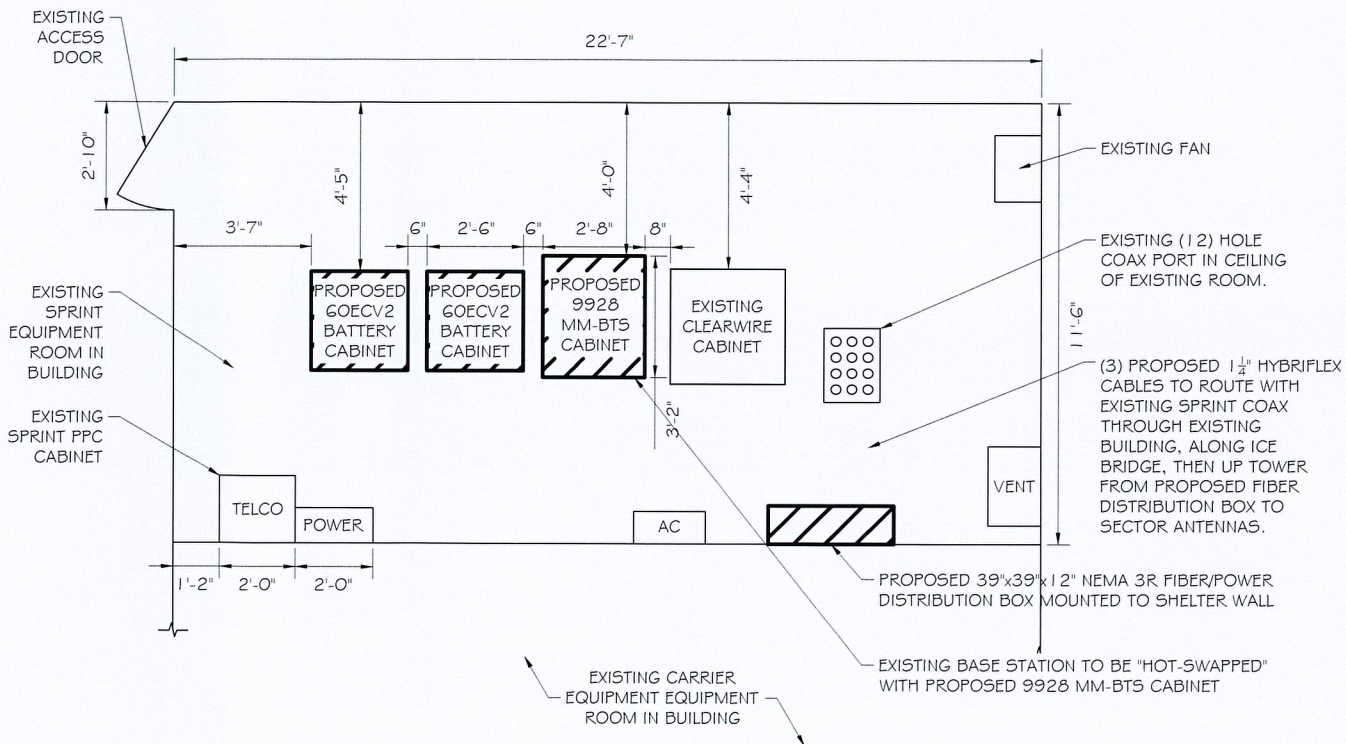 EXISTING
ACCESS
DOOR
22'-7"
2'-10"
4'-5"
4'-0"
4'-4"
3'-7"
6"
2'-6"
6"
2'-8"
8"
EXISTING FAN
EXISTING (12) HOLE
COAX PORT IN CEILING
OF EXISTING ROOM.
11'-6"
PROPOSED
60ECV2
BATTERY
CABINET
PROPOSED
60ECV2
BATTERY
CABINET
PROPOSED
9928
MM-BTS
CABINET
EXISTING
CLEARWIRE
CABINET
3'-2"
EXISTING
SPRINT
EQUIPMENT
ROOM IN
BUILDING
(3) PROPOSED 1 1/4" HYBRIFLEX
CABLES TO ROUTE WITH
EXISTING SPRINT COAX
THROUGH EXISTING
BUILDING, ALONG ICE
BRIDGE, THEN UP TOWER
FROM PROPOSED FIBER
DISTRIBUTION BOX TO
SECTOR ANTENNAS.
EXISTING
SPRINT PPC
CABINET
TELCO
POWER
AC
VENT
1'-2"
2'-0"
2'-0"
PROPOSED 39"x39"x12" NEMA 3R FIBER/POWER
DISTRIBUTION BOX MOUNTED TO SHELTER WALL
EXISTING BASE STATION TO BE "HOT-SWAPPED"
WITH PROPOSED 9928 MM-BTS CABINET
EXISTING CARRIER
EQUIPMENT EQUIPMENT
ROOM IN BUILDING